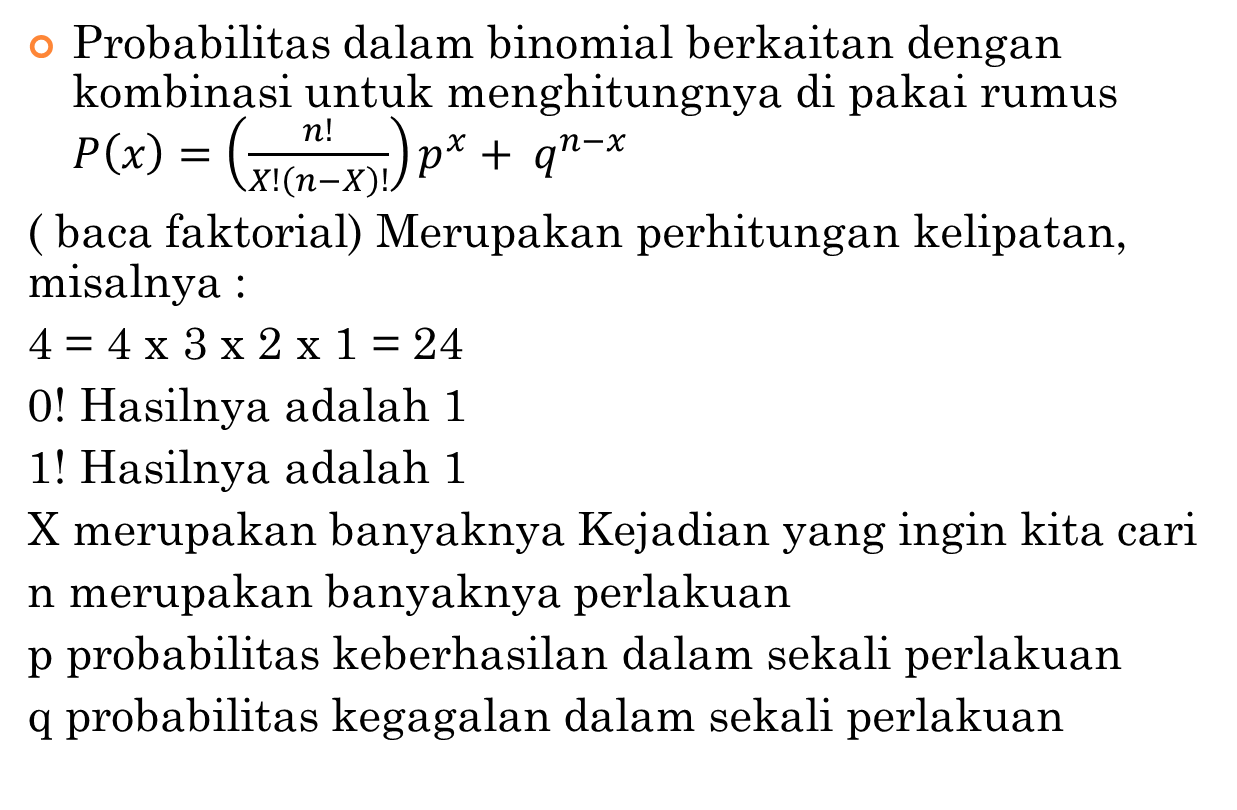 Probabilitas dalam binomial berkaitan dengan
kombinasi untuk menghitungnya di pakai rumus
P(x) = (n!/X!(n−X)!) p^x + q^{n−x}
( baca faktorial) Merupakan perhitungan kelipatan,
misalnya :
4 = 4 x 3 x 2 x 1 = 24
0! Hasilnya adalah 1
1! Hasilnya adalah 1
X merupakan banyaknya Kejadian yang ingin kita cari
n merupakan banyaknya perlakuan
p probabilitas keberhasilan dalam sekali perlakuan
q probabilitas kegagalan dalam sekali perlakuan